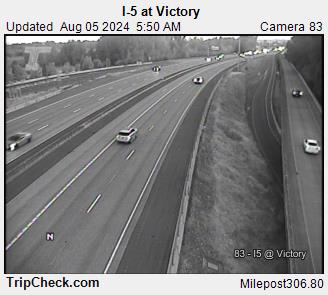 I-5 at Victory
Updated Aug 05 2024 5:50 AM Camera 83
N
83 - I5 @ Victory
TripCheck.com Milepost306.80